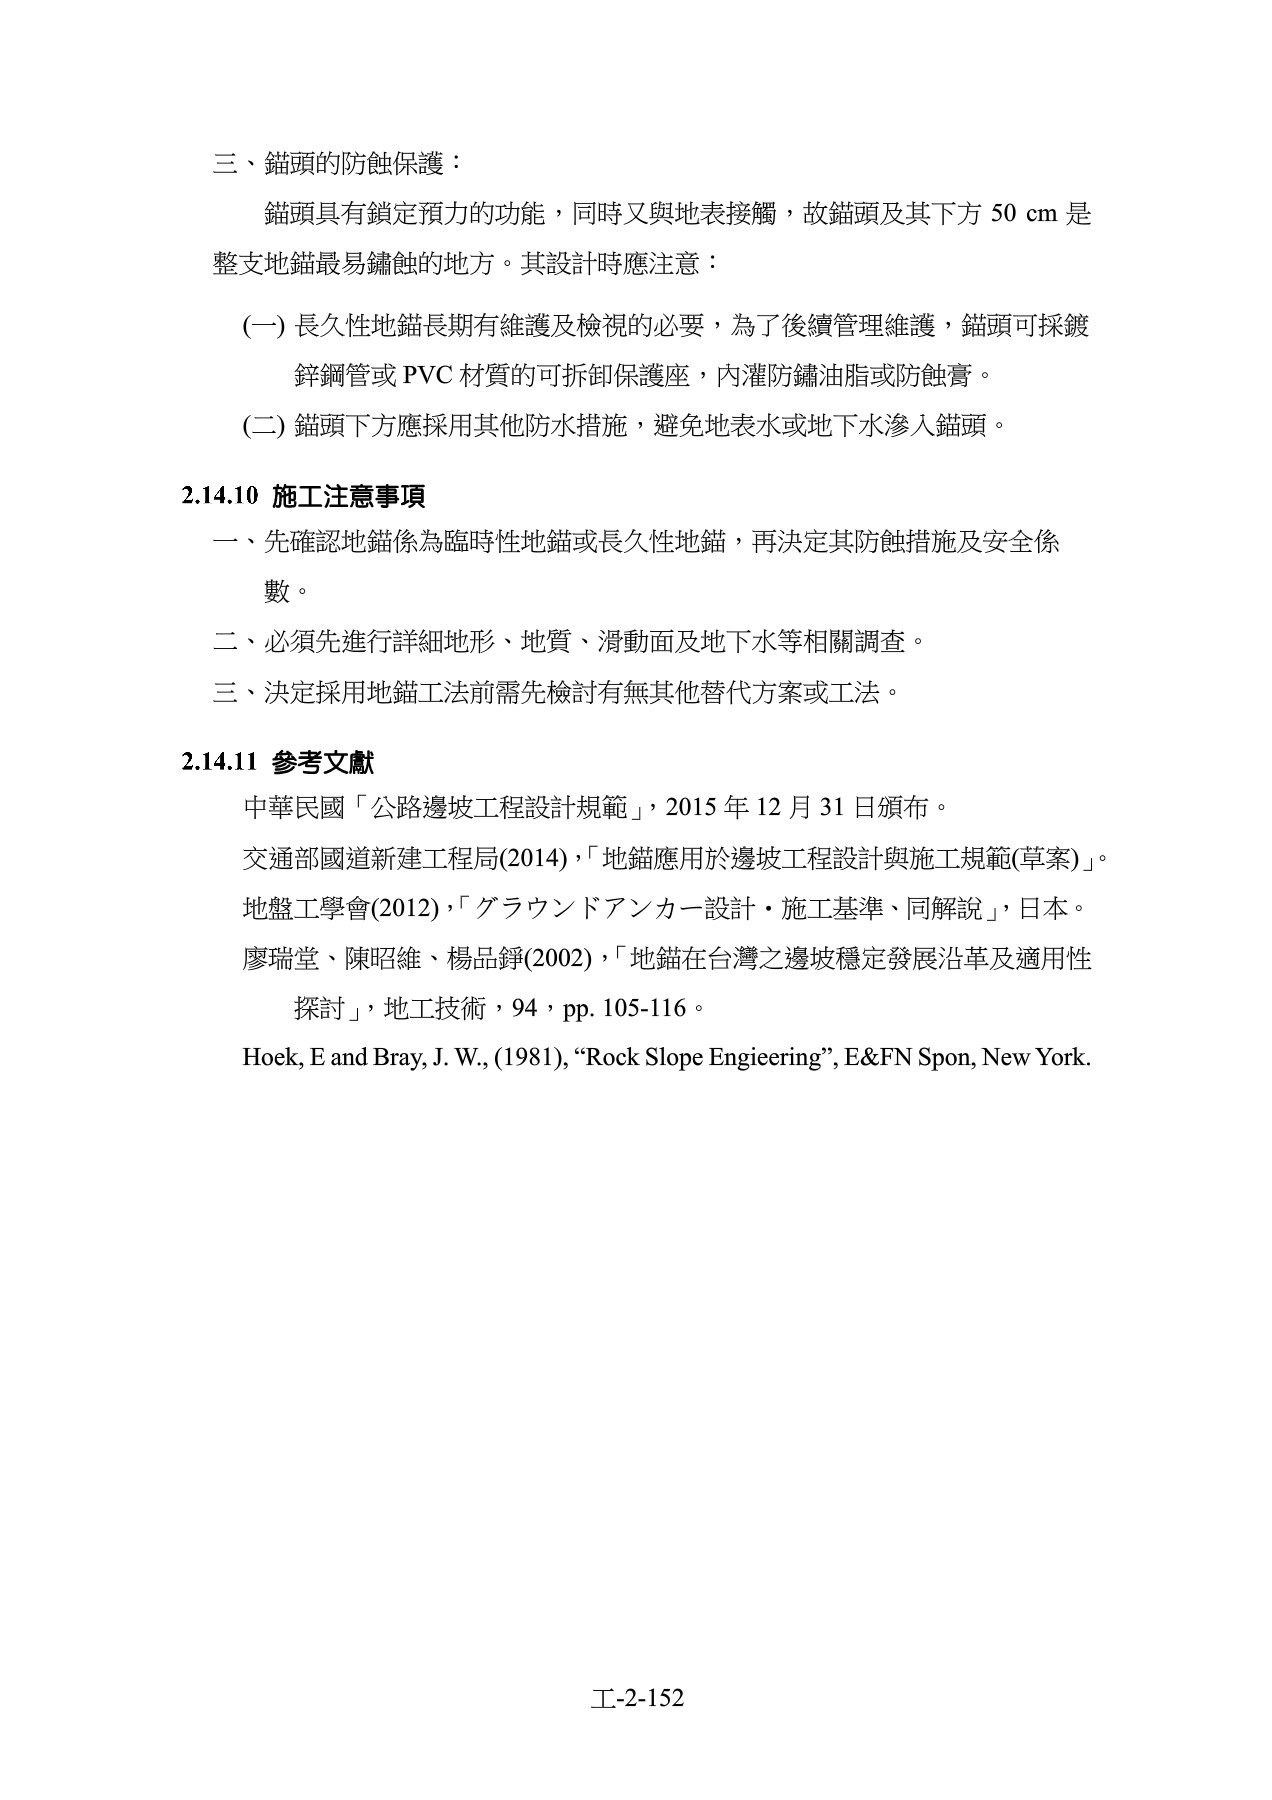 三、錨頭的防蝕保護：
錨頭具有鎖定預力的功能，同時又與地表接觸，故錨頭及其下方 50 cm 是
整支地錨最易鏽蝕的地方。其設計時應注意：
(一) 長久性地錨長期有維護及檢視的必要，為了後續管理維護，錨頭可採鍍
鋅鋼管或 PVC 材質的可拆卸保護座，內灌防鏽油脂或防蝕膏。
(二) 錨頭下方應採用其他防水措施，避免地表水或地下水滲入錨頭。
2.14.10 施工注意事項
一、先確認地錨係為臨時性地錨或長久性地錨，再決定其防蝕措施及安全係
數。
二、必須先進行詳細地形、地質、滑動面及地下水等相關調查。
三、決定採用地錨工法前需先檢討有無其他替代方案或工法。
2.14.11 參考文獻
中華民國「公路邊坡工程設計規範」，2015 年 12 月 31 日頒布。
交通部國道新建工程局(2014)，「地錨應用於邊坡工程設計與施工規範(草案)」。
地盤工學會(2012)，「グラウンドアンカー設計・施工基準、同解說」，日本。
廖瑞堂、陳昭維、楊品錚(2002)，「地錨在台灣之邊坡穩定發展沿革及適用性
探討」，地工技術，94，pp. 105-116。
Hoek, E and Bray, J. W., (1981), “Rock Slope Engieering”, E&FN Spon, New York.
工-2-152